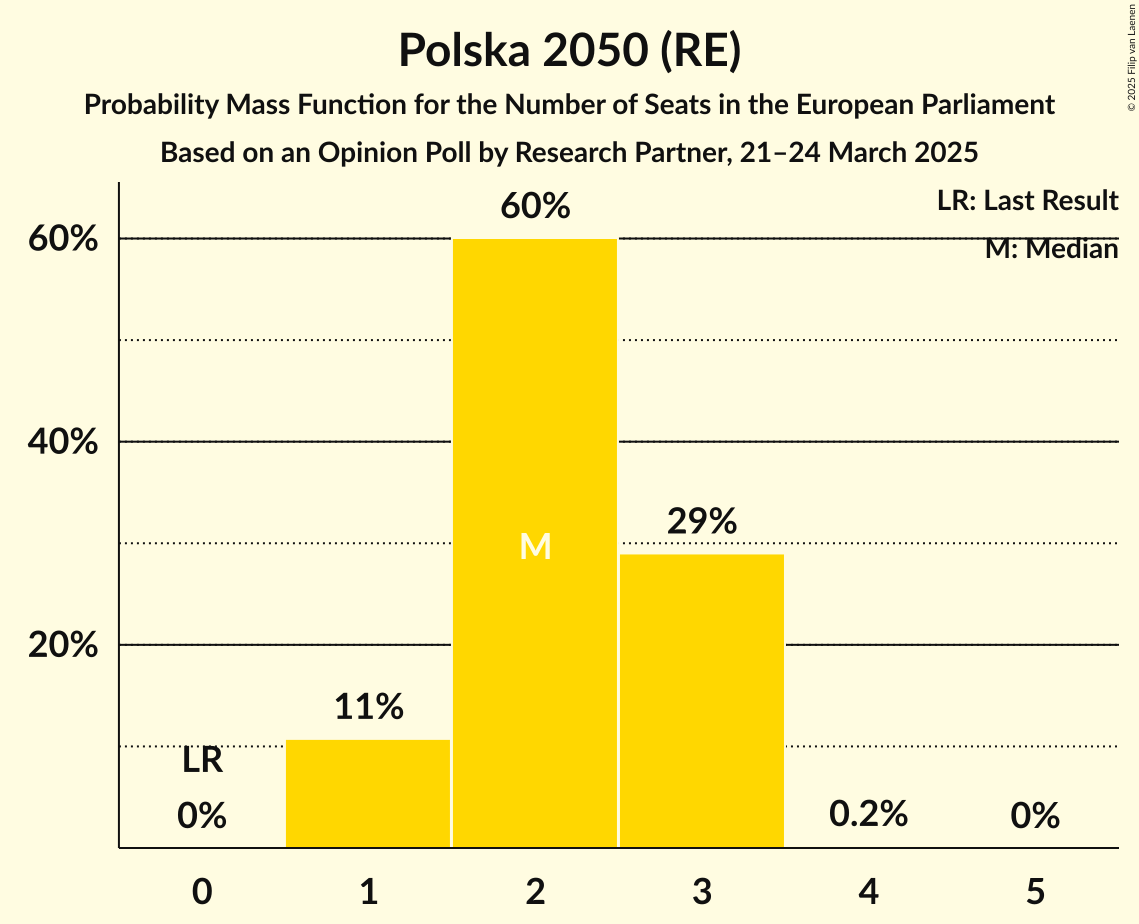 Polska 2050 (RE)
Probability Mass Function for the Number of Seats in the European Parliament
Based on an Opinion Poll by Research Partner, 21–24 March 2025
© 2025 Filip van Laenen
LR: Last Result
M: Median
60%
40%
20%
LR
0%
11%
60%
M
29%
0.2%
0%
0 1 2 3 4 5